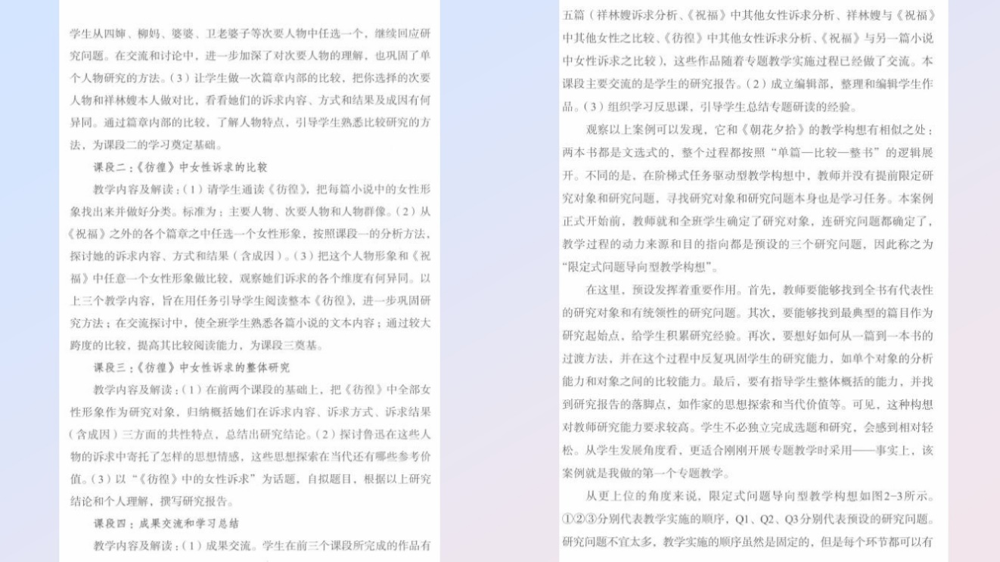 学生从四婶、柳妈、婆婆、卫老婆子等次要人物中任选一个，继续回应研
究问题。在交流和讨论中，进一步加深了对次要人物的理解，也巩固了单
个人物研究的方法。（3）让学生做一次篇章内部的比较，把你选择的次要
人物和祥林嫂本人做对比，看看她们的诉求内容、方式和结果及成因有何
异同。通过篇章内部的比较，了解人物特点，引导学生熟悉比较研究的方
法，为课段二的学习奠定基础。
课段二：《彷徨》中女性诉求的比较
教学内容及解读：（1）请学生通读《彷徨》，把每篇小说中的女性形
象找出来并做好分类。标准为：主要人物、次要人物和人物群像。（2）从
《祝福》之外的各个篇章之中任选一个女性形象，按照课段一的分析方法，
探讨她的诉求内容、方式和结果（含成因）。（3）把这个人物形象和《祝
福》中任意一个女性形象做比较，观察她们诉求的各个维度有何异同。以
上三个教学内容，旨在用任务引导学生阅读整本《彷徨》，进一步巩固研
究方法；在交流探讨中，使全班学生熟悉各篇小说的文本内容；通过较大
跨度的比较，提高其比较阅读能力，为课段三奠基。
课段三：《彷徨》中女性诉求的整体研究
教学内容及解读：（1）在前两个课段的基础上，把《彷徨》中全部女
性形象作为研究对象，归纳概括她们在诉求内容、诉求方式、诉求结果
（含成因）三方面的共性特点，总结出研究结论。（2）探讨鲁迅在这些人
物的诉求中寄托了怎样的思想情感，这些思想探索在当代还有哪些参考价
值。（3）以“《彷徨》中的女性诉求”为话题，自拟题目，根据以上研究
结论和个人理解，撰写研究报告。
课段四：成果交流和学习总结
教学内容及解读：（1）成果交流。学生在前三个课段所完成的作品有
五篇（祥林嫂诉求分析、《祝福》中其他女性诉求分析、祥林嫂与《祝福》
中其他女性之比较、《彷徨》中其他女性诉求分析、《祝福》与另一篇小说
中女性诉求之比较），这些作品随着专题教学实施过程已经做了交流。本
课段主要交流的是学生的研究报告。（2）成立编辑部，整理和编辑学生作
品。（3）组织学习反思课，引导学生总结专题研读的经验。
观察以上案例可以发现，它和《朝花夕拾》的教学构想有相似之处：
两本书都是文选式的，整个过程都按照“单篇—比较—整书”的逻辑展
开。不同的是，在阶梯式任务驱动型教学构想中，教师并没有提前限定研
究对象和研究问题，寻找研究对象和研究问题本身也是学习任务。本案例
正式开始前，教师就和全班学生确定了研究对象，连研究问题都确定了，
教学过程的动力来源和目的指向都是预设的三个研究问题，因此称之为
“限定式问题导向型教学构想”。
在这里，预设发挥着重要作用。首先，教师要能够找到全书有代表性
的研究对象和有统领性的研究问题。其次，要能够找到最典型的篇目作为
研究起始点，给学生积累研究经验。再次，要想好如何从一篇到一本书的
过渡方法，并在这个过程中反复巩固学生的研究能力，如单个对象的分析
能力和对象之间的比较能力。最后，要有指导学生整体概括的能力，并找
到研究报告的落脚点，如作家的思想探索和当代价值等。可见，这种构想
对教师研究能力要求较高。学生不必独立完成选题和研究，会感到相对轻
松。从学生发展角度看，更适合刚刚开展专题教学时采用——事实上，该
案例就是我做的第一个专题教学。
从更上位的角度来说，限定式问题导向型教学构想如图2-3所示。
①②③分别代表教学实施的顺序，Q1、Q2、Q3分别代表预设的研究问题。
研究问题不宜太多，教学实施的顺序虽然是固定的，但是每个环节都可以有